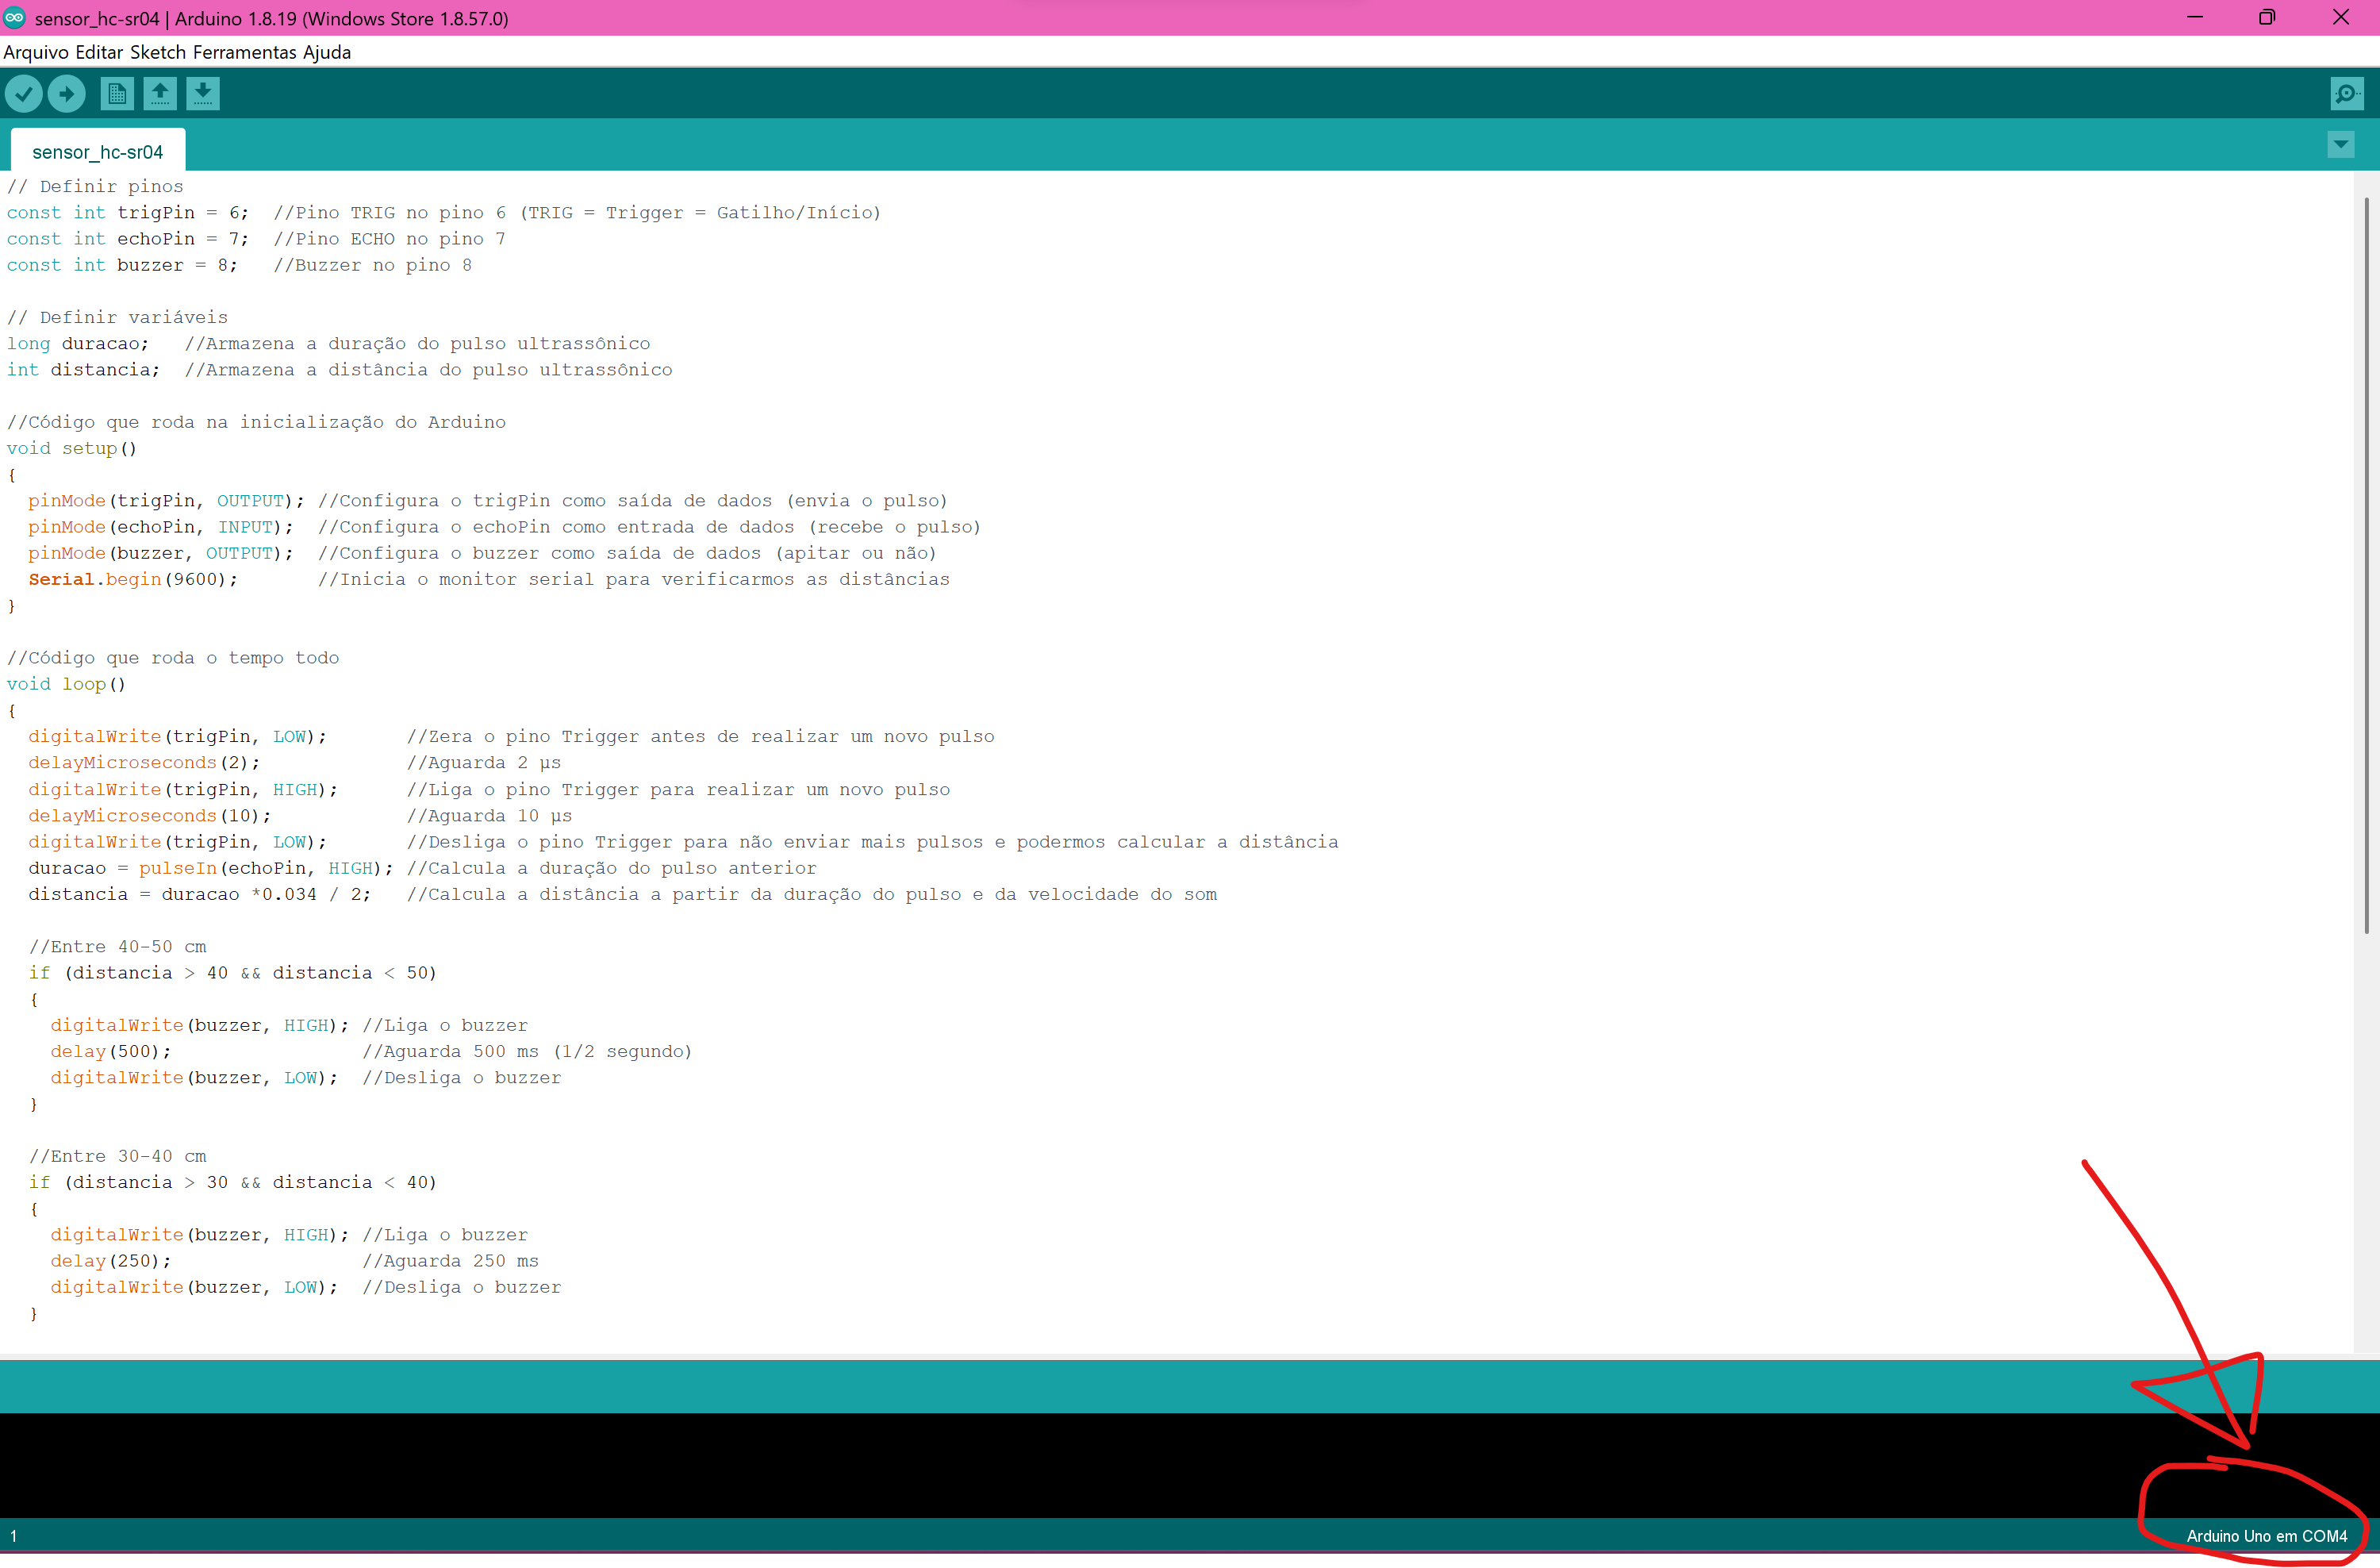 sensor_hc-sr04 | Arduino 1.8.19 (Windows Store 1.8.57.0)
Arquivo Editar Sketch Ferramentas Ajuda
sensor_hc-sr04
// Definir pinos
const int trigPin = 6;  //Pino TRIG no pino 6 (TRIG = Trigger = Gatilho/Início)
const int echoPin = 7;  //Pino ECHO no pino 7
const int buzzer = 8;   //Buzzer no pino 8
// Definir variáveis
long duracao;   //Armazena a duração do pulso ultrassônico
int distancia;  //Armazena a distância do pulso ultrassônico
//Código que roda na inicialização do Arduino
void setup()
{
  pinMode(trigPin, OUTPUT); //Configura o trigPin como saída de dados (envia o pulso)
  pinMode(echoPin, INPUT);  //Configura o echoPin como entrada de dados (recebe o pulso)
  pinMode(buzzer, OUTPUT);  //Configura o buzzer como saída de dados (apitar ou não)
  Serial.begin(9600);       //Inicia o monitor serial para verificarmos as distâncias
}
//Código que roda o tempo todo
void loop()
{
  digitalWrite(trigPin, LOW);       //Zera o pino Trigger antes de realizar um novo pulso
  delayMicroseconds(2);             //Aguarda 2 µs
  digitalWrite(trigPin, HIGH);      //Liga o pino Trigger para realizar um novo pulso
  delayMicroseconds(10);            //Aguarda 10 µs
  digitalWrite(trigPin, LOW);       //Desliga o pino Trigger para não enviar mais pulsos e podermos calcular a distância
  duracao = pulseIn(echoPin, HIGH); //Calcula a duração do pulso anterior
  distancia = duracao *0.034 / 2;   //Calcula a distância a partir da duração do pulso e da velocidade do som
  //Entre 40-50 cm
  if (distancia > 40 && distancia < 50)
  {
    digitalWrite(buzzer, HIGH); //Liga o buzzer
    delay(500);                 //Aguarda 500 ms (1/2 segundo)
    digitalWrite(buzzer, LOW);  //Desliga o buzzer
  }
  //Entre 30-40 cm
  if (distancia > 30 && distancia < 40)
  {
    digitalWrite(buzzer, HIGH); //Liga o buzzer
    delay(250);                 //Aguarda 250 ms
    digitalWrite(buzzer, LOW);  //Desliga o buzzer
  }
1
Arduino Uno em COM4